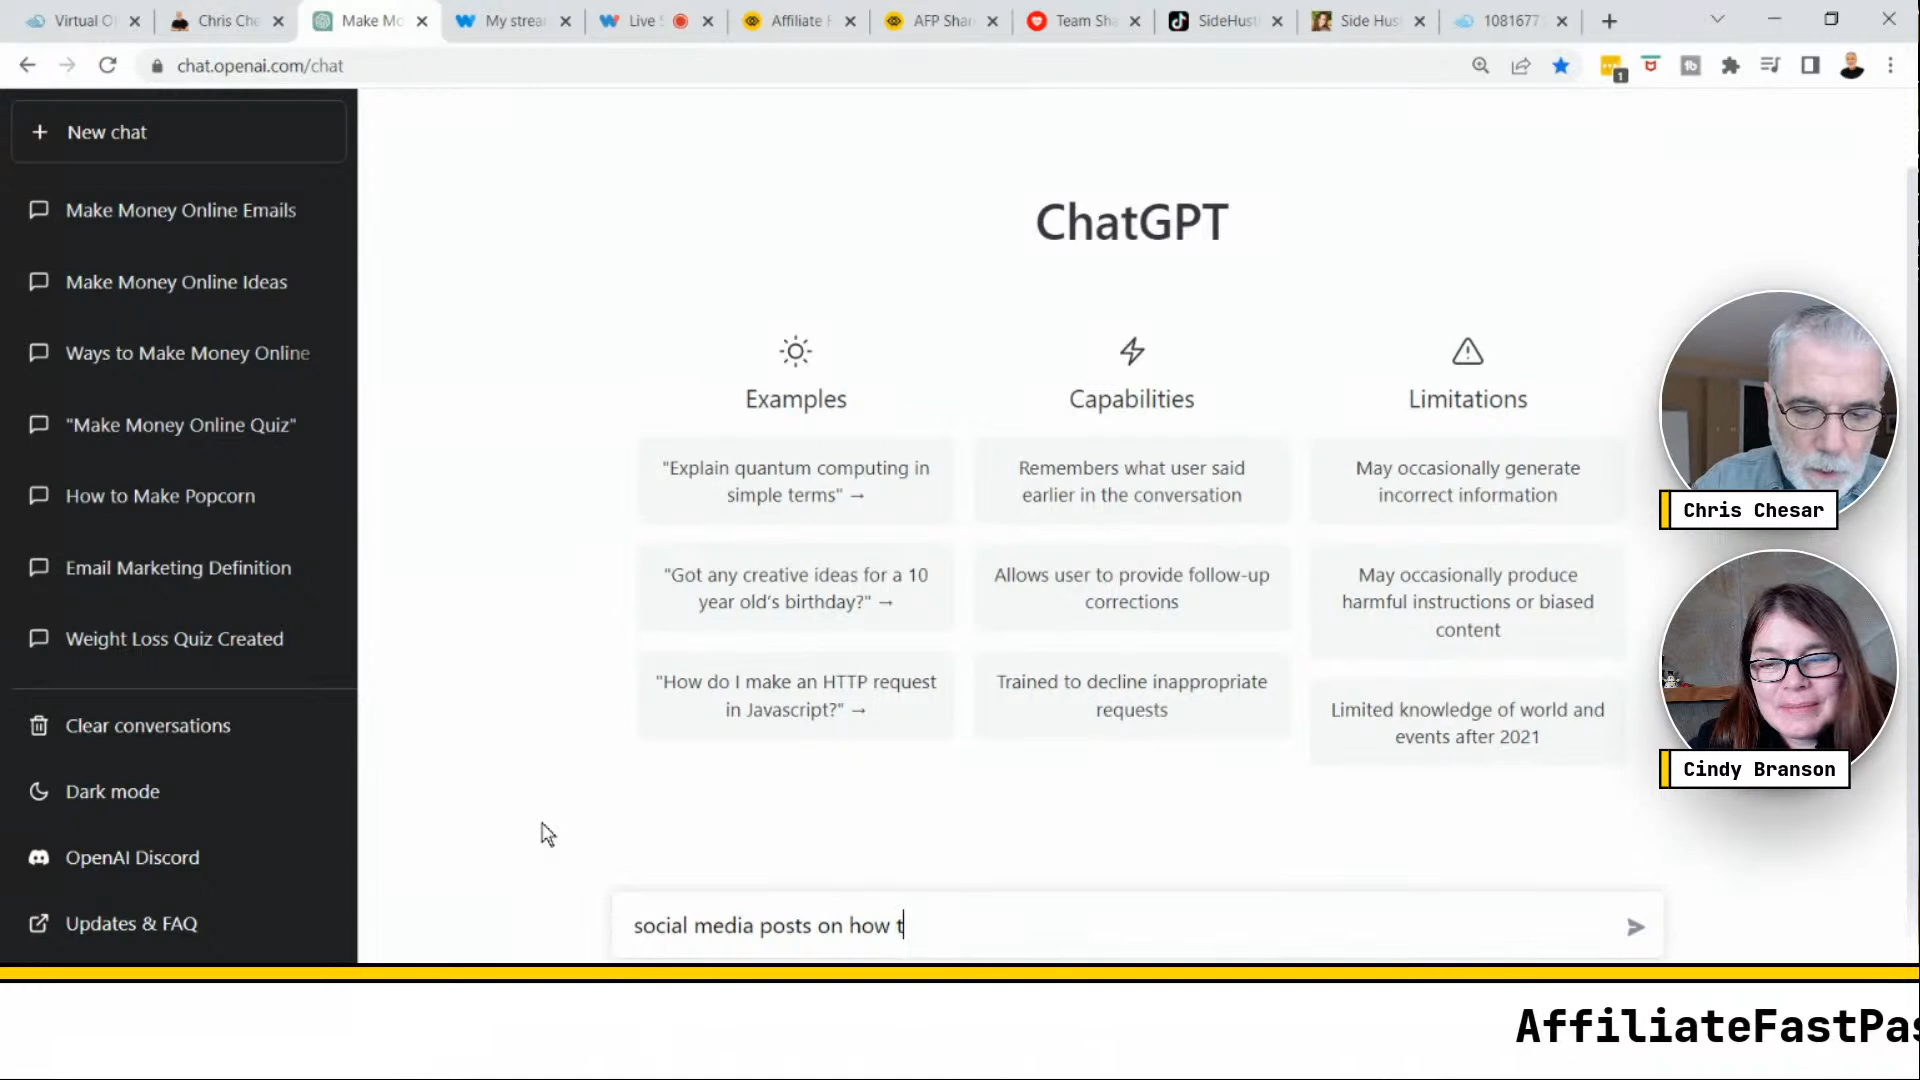 Virtual O
Chris Che
Make Mo
My strea
Live
Affiliate F
AFP Shar
Team Sha
SideHust
Side Hus
1081677
chat.openai.com/chat
1
New chat
Make Money Online Emails
Make Money Online Ideas
Ways to Make Money Online
"Make Money Online Quiz"
How to Make Popcorn
Email Marketing Definition
Weight Loss Quiz Created
Clear conversations
Dark mode
OpenAI Discord
Updates & FAQ
ChatGPT
Examples
"Explain quantum computing in
simple terms" →
"Got any creative ideas for a 10
year old's birthday?" →
"How do I make an HTTP request
in Javascript?" →
Capabilities
Remembers what user said
earlier in the conversation
Allows user to provide follow-up
corrections
Trained to decline inappropriate
requests
Limitations
May occasionally generate
incorrect information
May occasionally produce
harmful instructions or biased
content
Limited knowledge of world and
events after 2021
social media posts on how t
Chris Chesar
Cindy Branson
AffiliateFastPas